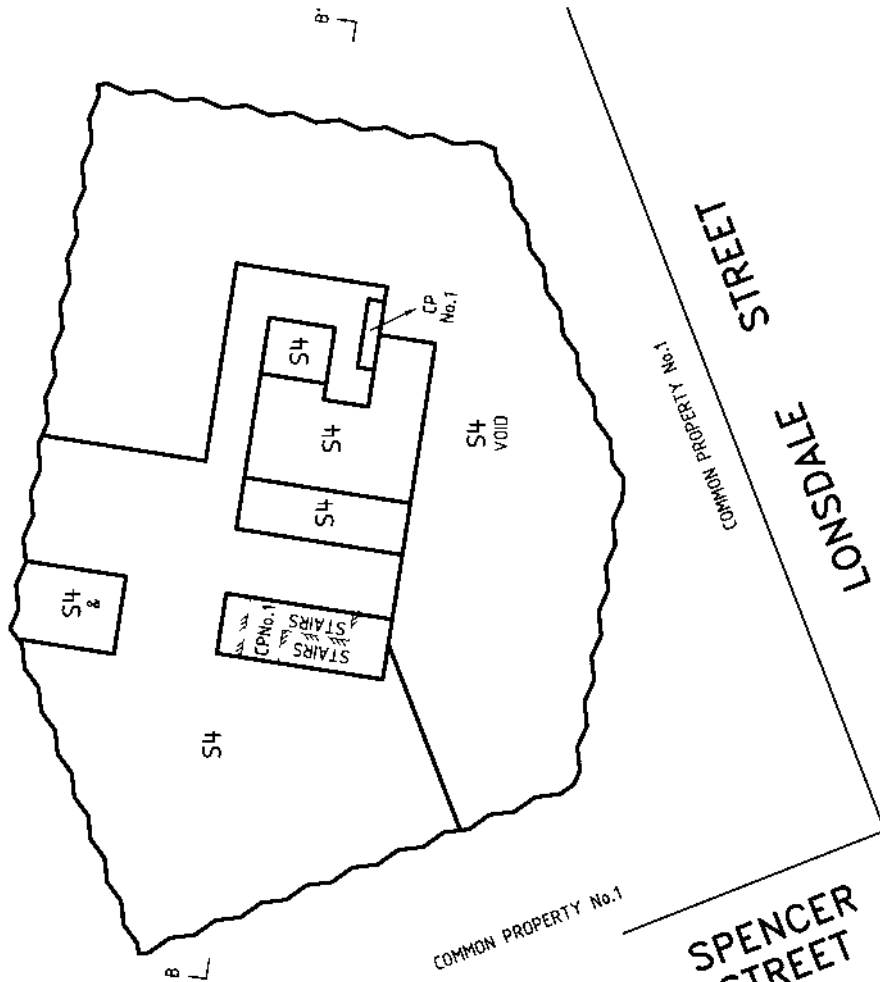 B'
STREET
CP
No.1
COMMON PROPERTY No.1
S4
S4
S4
VOID
LONSDALE
S4
S4
&
CPNo.1
STAIRS
STAIRS
S4
COMMON PROPERTY No.1
SPENCER
STREET
B